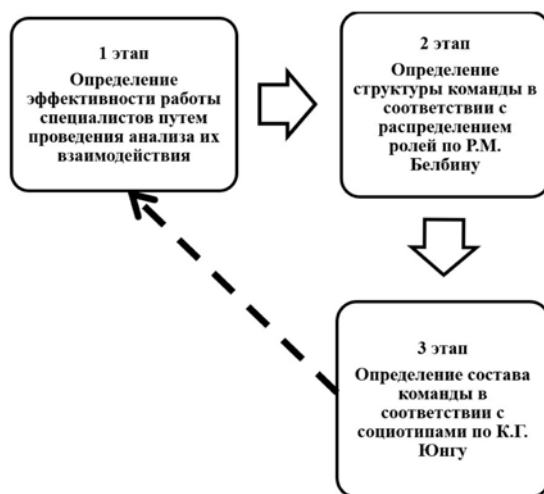 1 этап
Определение
эффективности работы
специалистов путем
проведения анализа их
взаимодействия
2 этап
Определение
структуры команды в
соответствии с
распределением
ролей по Р.М.
Белбину
3 этап
Определение состава
команды в
соответствии с
социотипами по К.Г.
Юнгу